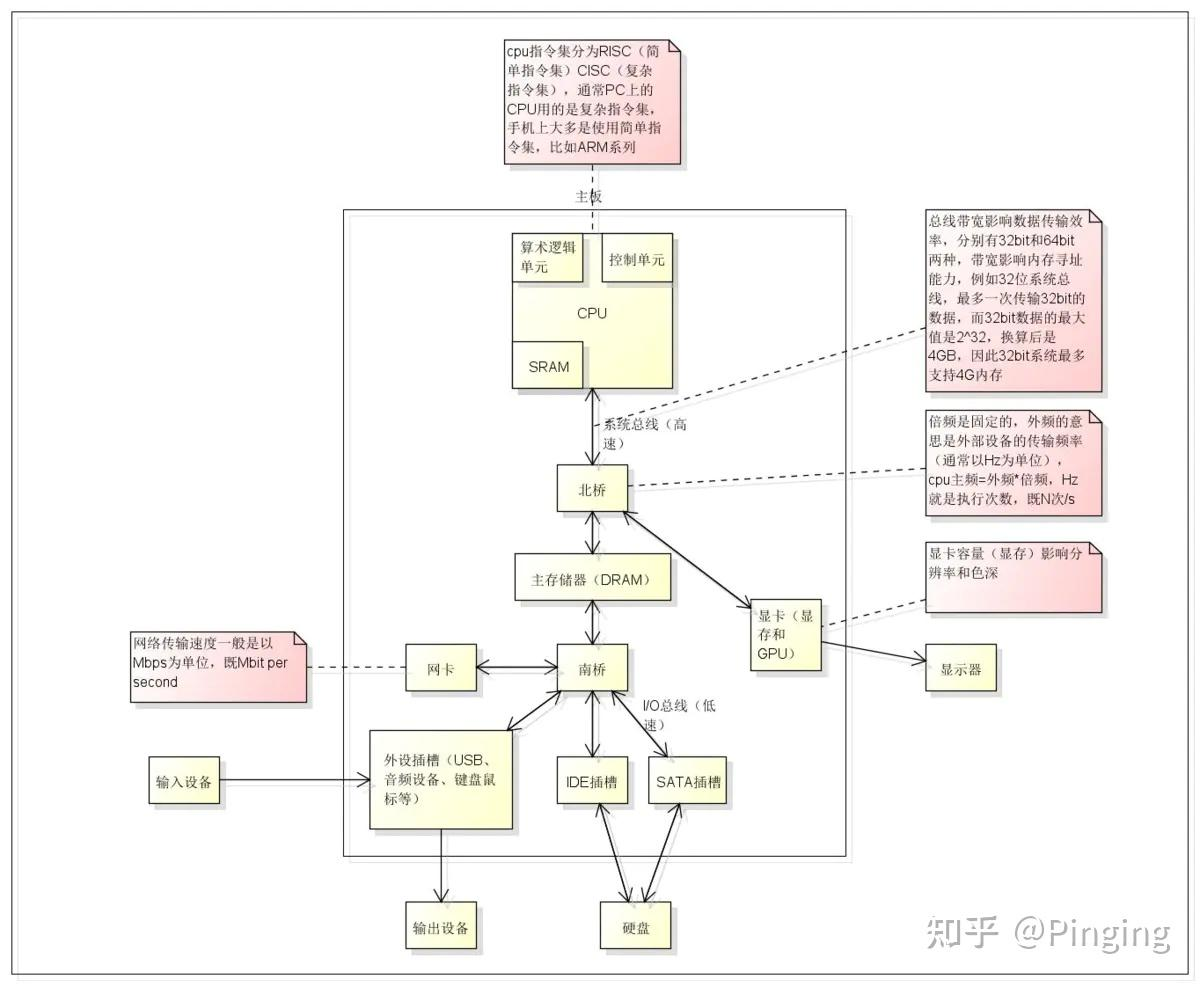 cpu指令集分为RISC（简
单指令集）CISC（复杂
指令集），通常PC上的
CPU用的是复杂指令集，
手机上大多是使用简单指
令集，比如ARM系列
主板
算术逻辑
单元
控制单元
CPU
SRAM
总线带宽影响数据传输效
率，分别有32bit和64bit
两种，带宽影响内存寻址
能力，例如32位系统总
线，最多一次传输32bit的
数据，而32bit数据的最大
值是2^32，换算后是
4GB，因此32bit系统最多
支持4G内存
系统总线（高
速）
倍频是固定的，外频的意
思是外部设备的传输频率
（通常以Hz为单位），
cpu主频=外频*倍频，Hz
就是执行次数，既N次/s
北桥
主存储器（DRAM）
显卡容量（显存）影响分
辨率和色深
显卡（显
存和
GPU）
显示器
网络传输速度一般是以
Mbps为单位，既Mbit per
second
网卡
南桥
I/O总线（低
速）
外设插槽（USB、
音频设备、键盘鼠
标等）
输入设备
IDE插槽
SATA插槽
输出设备
硬盘
知乎 @Pinging